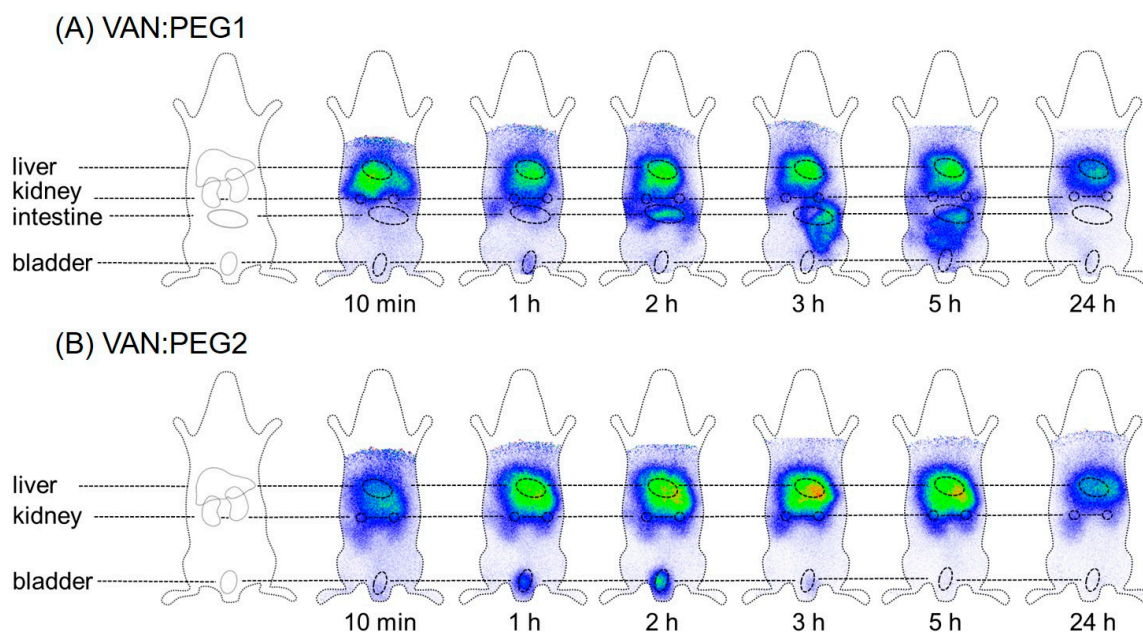 (A) VAN:PEG1
liver
kidney
intestine
bladder
10 min 1 h 2 h 3 h 5 h 24 h
(B) VAN:PEG2
liver
kidney
bladder
10 min 1 h 2 h 3 h 5 h 24 h